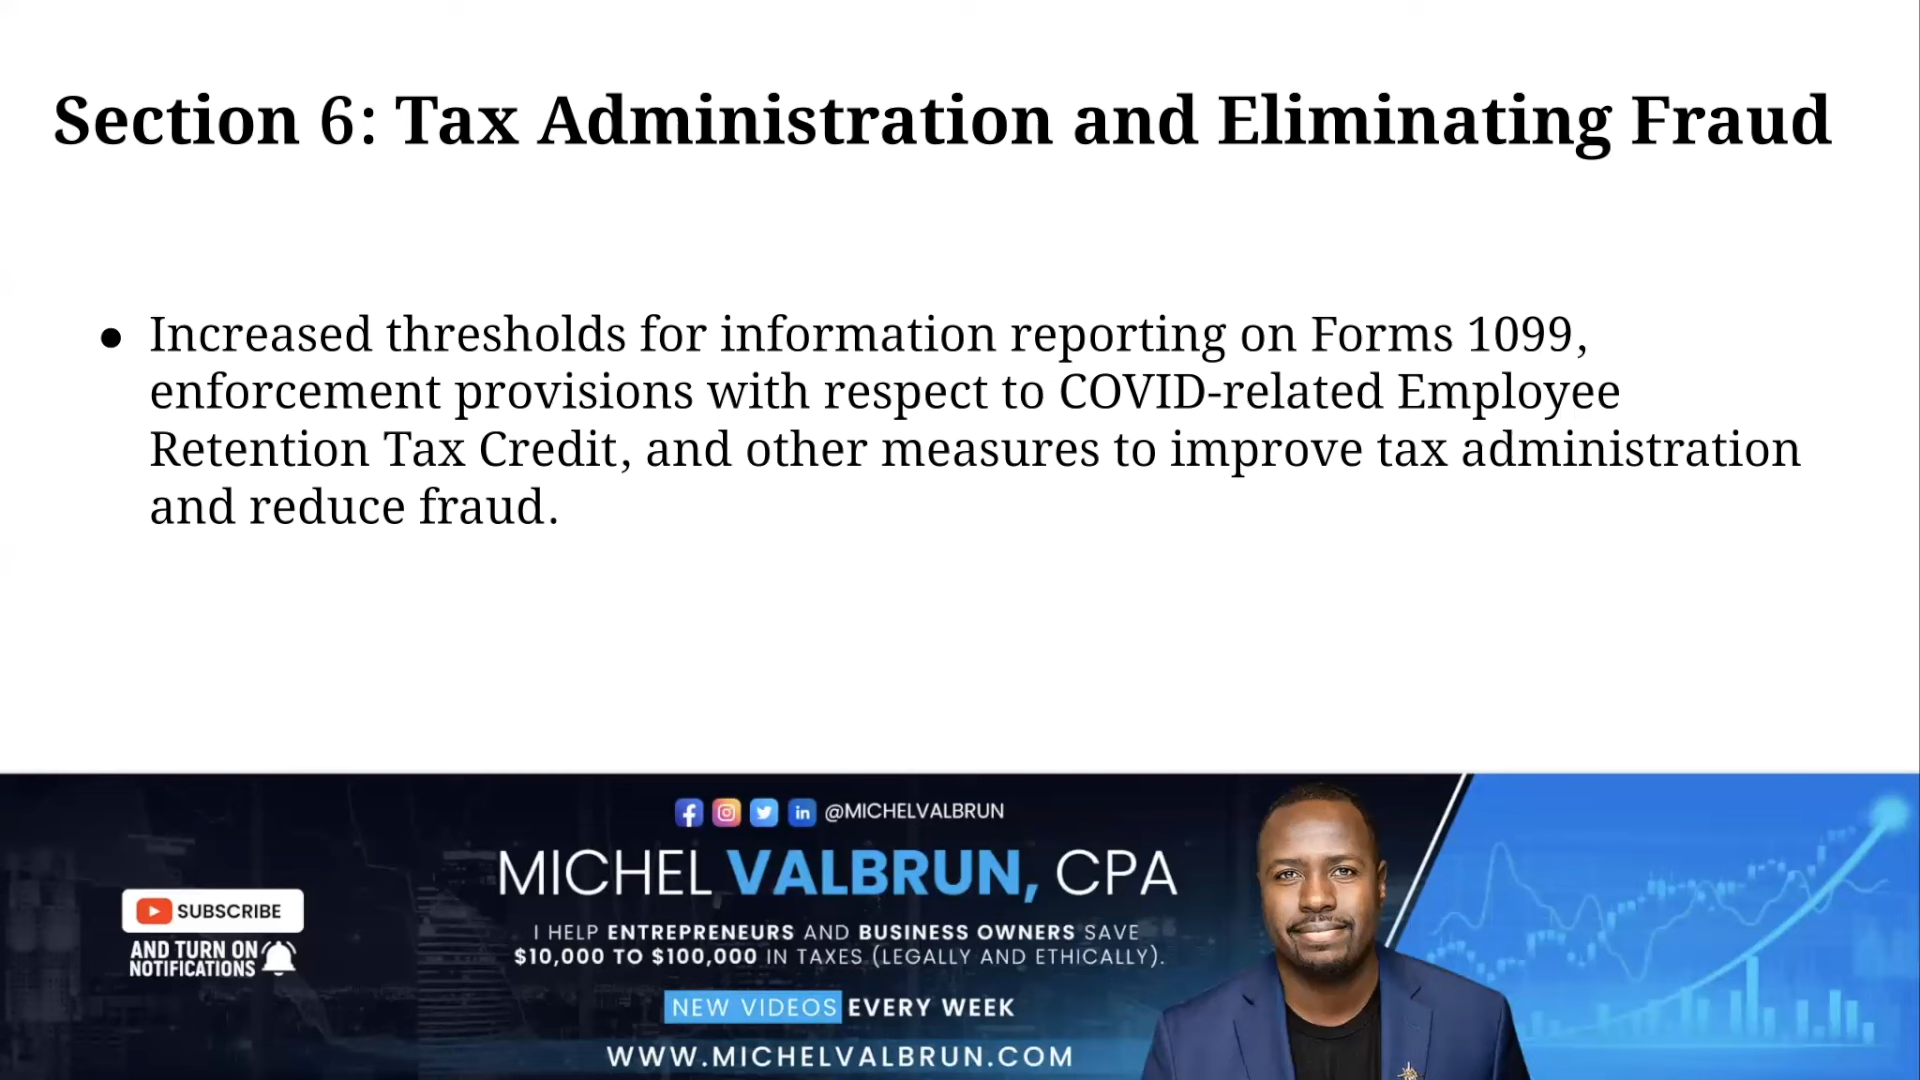 Section 6: Tax Administration and Eliminating Fraud
● Increased thresholds for information reporting on Forms 1099,
enforcement provisions with respect to COVID-related Employee
Retention Tax Credit, and other measures to improve tax administration
and reduce fraud.
@MICHELVALBRUN
MICHEL VALBRUN, CPA
I HELP ENTREPRENEURS AND BUSINESS OWNERS SAVE
$10,000 TO $100,000 IN TAXES (LEGALLY AND ETHICALLY).
NEW VIDEOS EVERY WEEK
WWW.MICHELVALBRUN.COM
SUBSCRIBE
AND TURN ON
NOTIFICATIONS